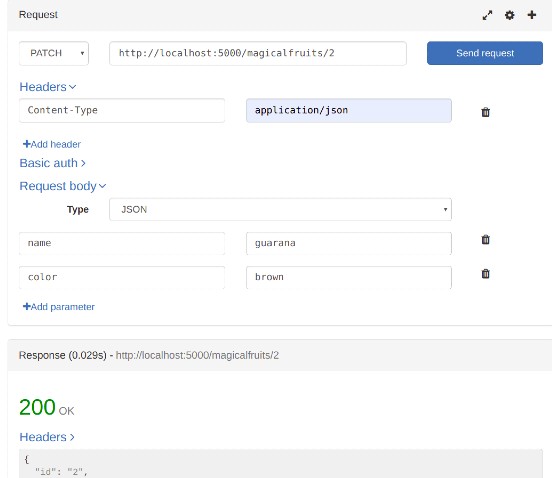 Request
PATCH http://localhost:5000/magicalfruits/2 Send request
Headers
Content-Type application/json
Add header
Basic auth
Request body
Type JSON
name guarana
color brown
Add parameter
Response (0.029s) - http://localhost:5000/magicalfruits/2
200 OK
Headers
{
"id": "2",